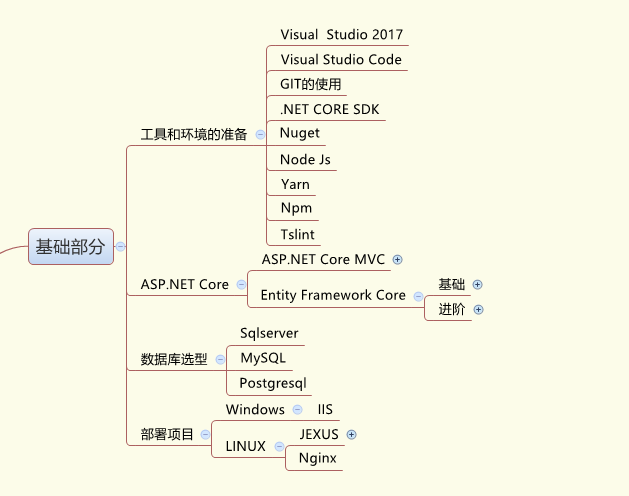 Visual  Studio 2017
Visual Studio Code
GIT的使用
.NET CORE SDK
工具和环境的准备
Nuget
Node Js
Yarn
Npm
Tslint
基础部分
ASP.NET Core MVC
ASP.NET Core
Entity Framework Core
基础
进阶
Sqlserver
数据库选型
MySQL
Postgresql
Windows
IIS
部署项目
JEXUS
LINUX
Nginx